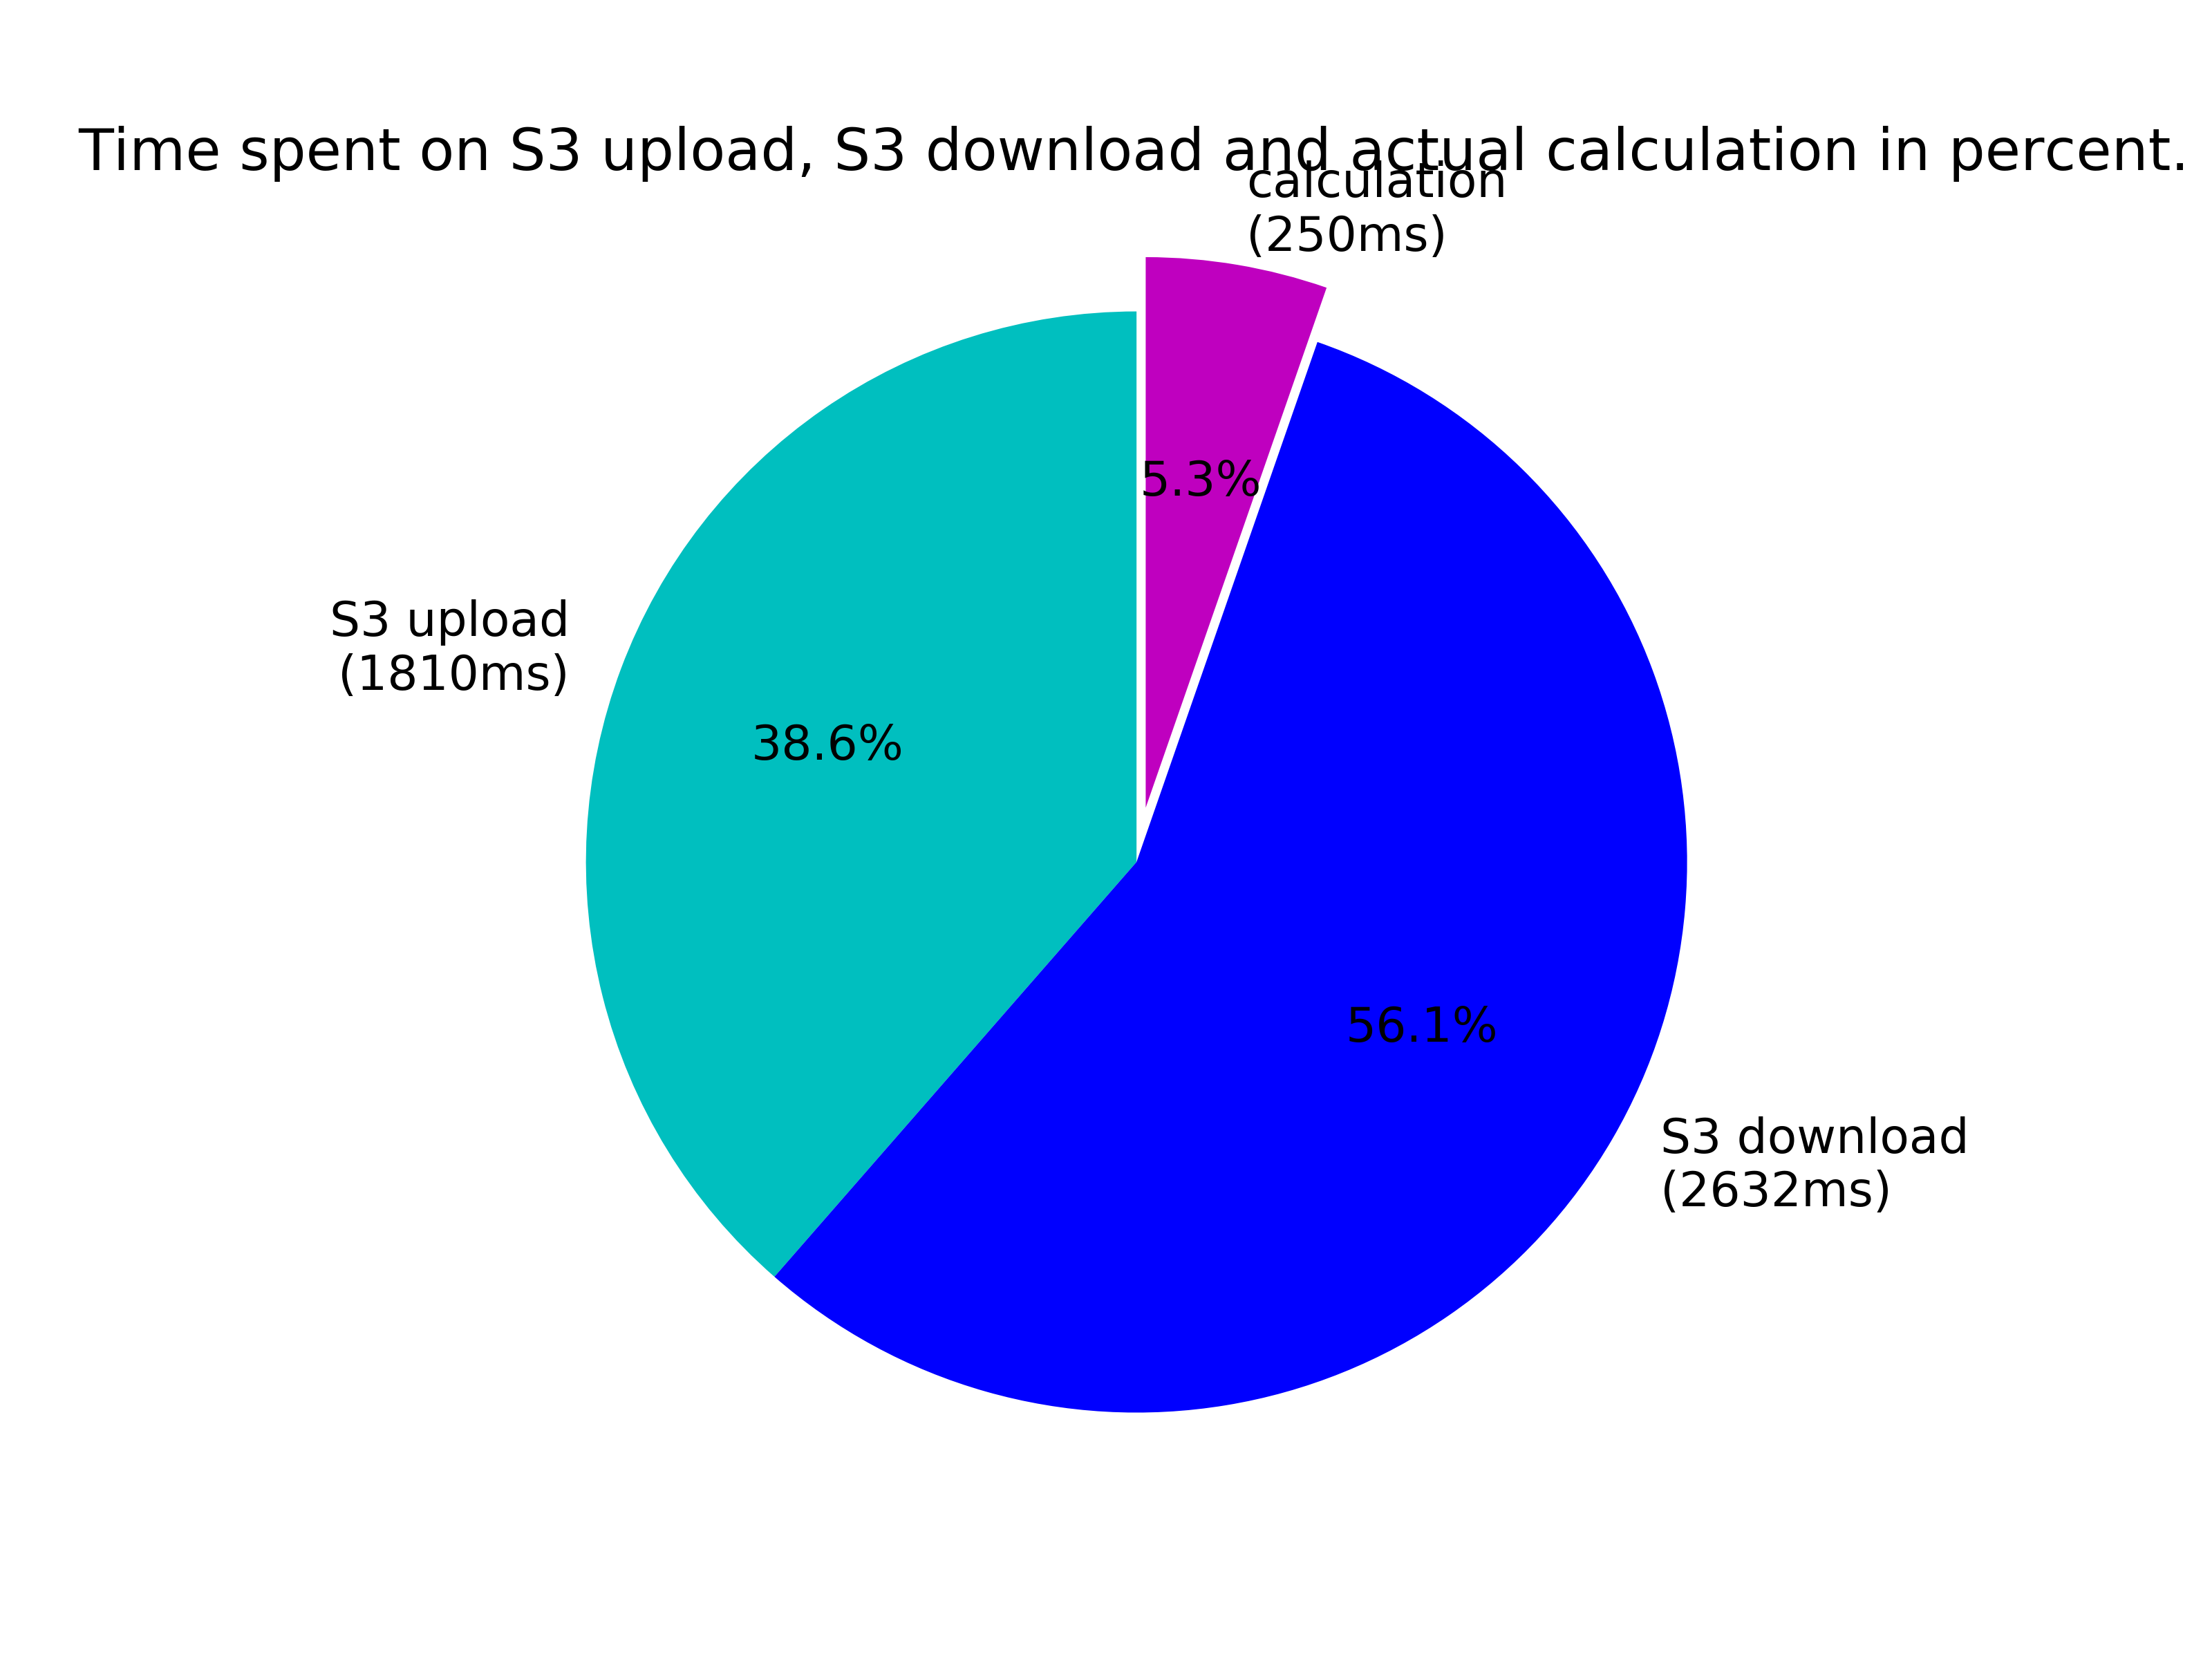 Time spent on S3 upload, S3 download and actual calculation in percent.
calculation
(250ms)
5.3%
S3 upload
(1810ms)
38.6%
56.1%
S3 download
(2632ms)